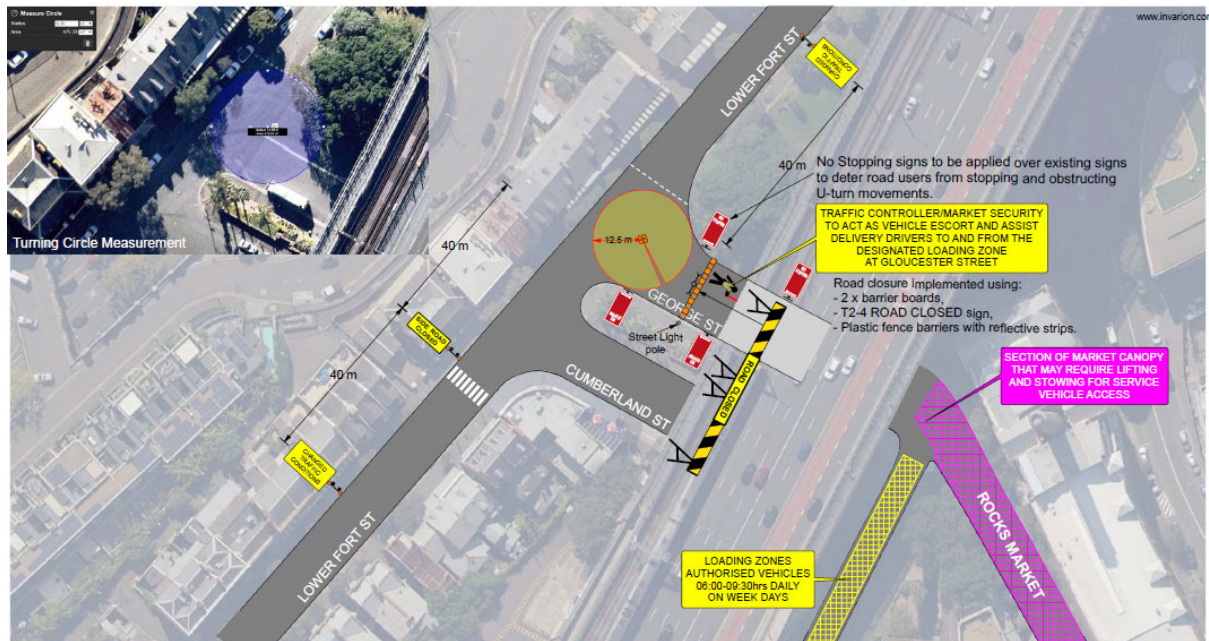 Measure Circle
Radius
Area
Turning Circle Measurement
www.invarion.com
LOWER FORT ST
CHANGED
TRAFFIC
CONDITIONS
40 m
No Stopping signs to be applied over existing signs
to deter road users from stopping and obstructing
U-turn movements.
TRAFFIC CONTROLLER/MARKET SECURITY
TO ACT AS VEHICLE ESCORT AND ASSIST
DELIVERY DRIVERS TO AND FROM THE
DESIGNATED LOADING ZONE
AT GLOUCESTER STREET
Road closure Implemented using:
- 2 x barrier boards,
- T2-4 ROAD CLOSED sign,
- Plastic fence barriers with reflective strips.
12.5 m
GEORGE ST
Street Light
pole
40 m
SIDE ROAD
CLOSED
40 m
CUMBERLAND ST
ROAD CLOSED
SECTION OF MARKET CANOPY
THAT MAY REQUIRE LIFTING
AND STOWING FOR SERVICE
VEHICLE ACCESS
CHANGED
TRAFFIC
CONDITIONS
LOWER FORT ST
ROCKS MARKET
LOADING ZONES
AUTHORISED VEHICLES
06:00-09:30hrs DAILY
ON WEEK DAYS